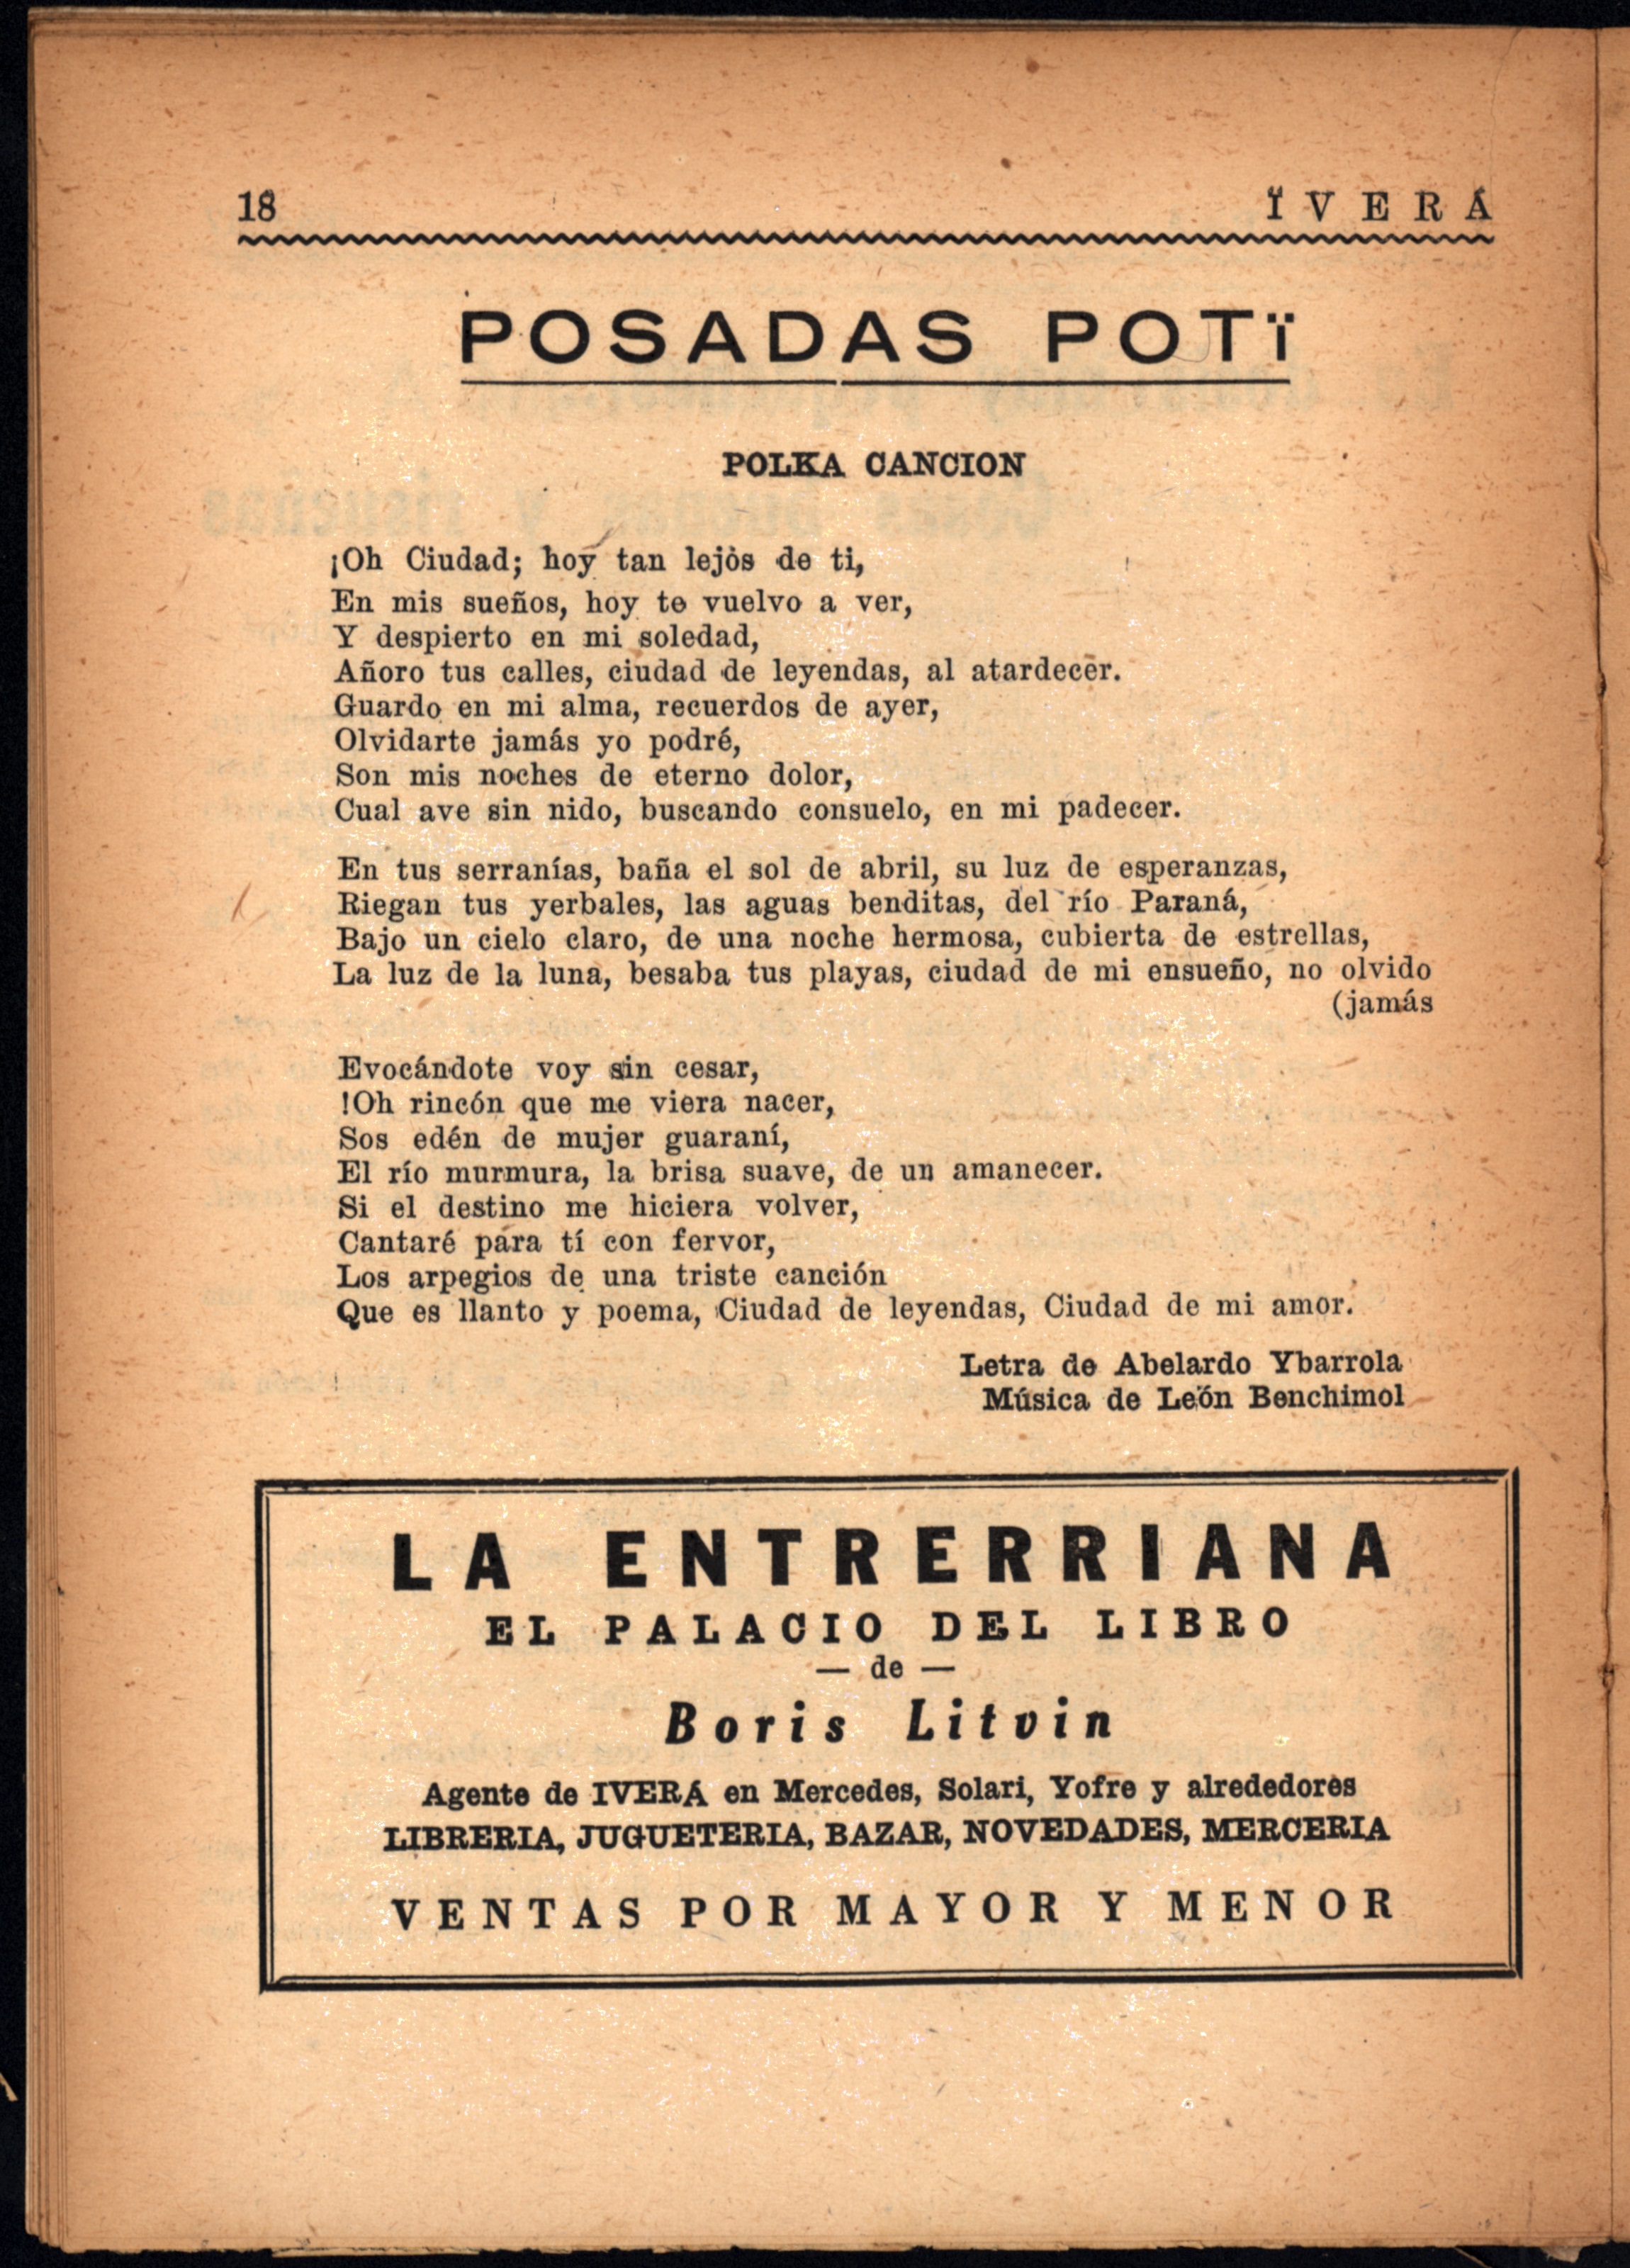 18
ÏVERÁ
POSADAS POTÏ
POLKA CANCION
¡Oh Ciudad; hoy tan lejos de ti,
En mis sueños, hoy te vuelvo a ver,
Y despierto en mi soledad,
Añoro tus calles, ciudad de leyendas, al atardecer.
Guardo en mi alma, recuerdos de ayer,
Olvidarte jamás yo podré,
Son mis noches de eterno dolor,
Cual ave sin nido, buscando consuelo, en mi padecer.
En tus serranías, baña el sol de abril, su luz de esperanzas,
Riegan tus yerbales, las aguas benditas, del río Paraná,
Bajo un cielo claro, de una noche hermosa, cubierta de estrellas,
La luz de la luna, besaba tus playas, ciudad de mi ensueño, no olvido
(jamás
Evocándote voy sin cesar,
!Oh rincón que me viera nacer,
Sos edén de mujer guaraní,
El río murmura, la brisa suave, de un amanecer.
Si el destino me hiciera volver,
Cantaré para tí con fervor,
Los arpegios de una triste canción
Que es llanto y poema, Ciudad de leyendas, Ciudad de mi amor.
Letra de Abelardo Ybarrola
Música de León Benchimol
LA ENTRERRIANA
EL PALACIO DEL LIBRO
— de —
Boris Litvin
Agente de IVERÁ en Mercedes, Solari, Yofre y alrededores
LIBRERIA, JUGUETERIA, BAZAR, NOVEDADES, MERCERIA
VENTAS POR MAYOR Y MENOR